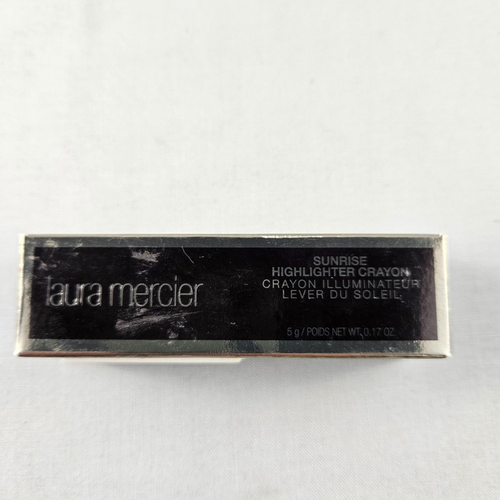 laura mercier
SUNRISE
HIGHLIGHTER CRAYON
CRAYON ILLUMINATEUR
LEVER DU SOLEIL
5 g / POIDS NET WT. 0.17 OZ.